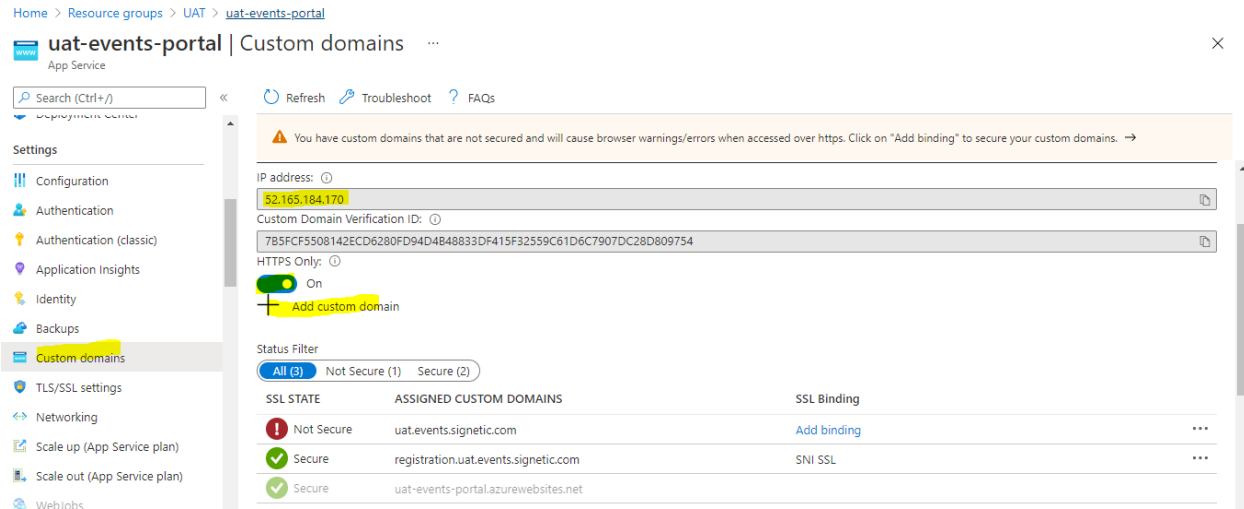 Home > Resource groups > UAT > uat-events-portal
www
uat-events-portal | Custom domains ...
App Service
Search (Ctrl+/)
«
Refresh
Troubleshoot
? FAQs
Deployment Center
You have custom domains that are not secured and will cause browser warnings/errors when accessed over https. Click on "Add binding" to secure your custom domains. →
Settings
Configuration
Authentication
Authentication (classic)
Application Insights
Identity
Backups
Custom domains
TLS/SSL settings
Networking
Scale up (App Service plan)
Scale out (App Service plan)
WebJobs
IP address:
52.165.184.170
Custom Domain Verification ID:
7B5FCF5508142ECD6280FD94D4B48833DF415F32559C61D6C7907DC28D809754
HTTPS Only:
On
Add custom domain
Status Filter
All (3) Not Secure (1) Secure (2)
SSL STATE ASSIGNED CUSTOM DOMAINS SSL Binding
Not Secure uat.events.signetic.com Add binding ...
Secure registration.uat.events.signetic.com SNI SSL ...
Secure uat-events-portal.azurewebsites.net